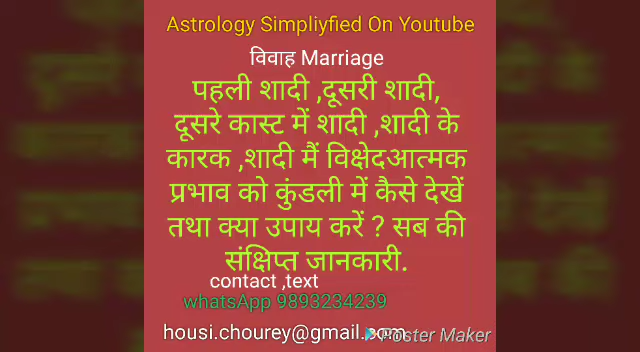 Astrology Simpliyfied On Youtube
विवाह Marriage
पहली शादी ,दूसरी शादी,
दूसरे कास्ट में शादी ,शादी के
कारक ,शादी मैं विक्षेदआत्मक
प्रभाव को कुंडली में कैसे देखें
तथा क्या उपाय करें ? सब की
संक्षिप्त जानकारी.
contact ,text
whatsApp 9893234239
housi.chourey@gmail.com
Poster Maker